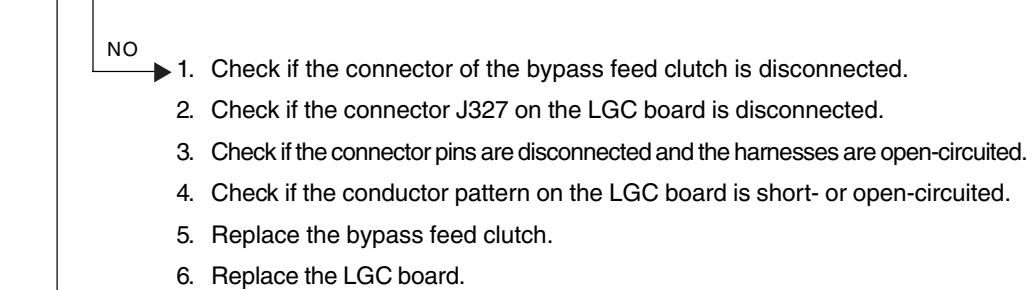 NO
1. Check if the connector of the bypass feed clutch is disconnected.
2. Check if the connector J327 on the LGC board is disconnected.
3. Check if the connector pins are disconnected and the harnesses are open-circuited.
4. Check if the conductor pattern on the LGC board is short- or open-circuited.
5. Replace the bypass feed clutch.
6. Replace the LGC board.